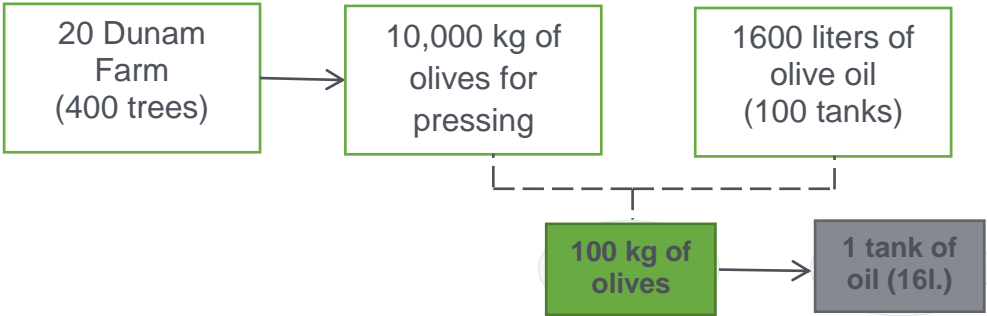 20 Dunam
Farm
(400 trees)
10,000 kg of
olives for
pressing
1600 liters of
olive oil
(100 tanks)
100 kg of
olives
1 tank of
oil (16l.)